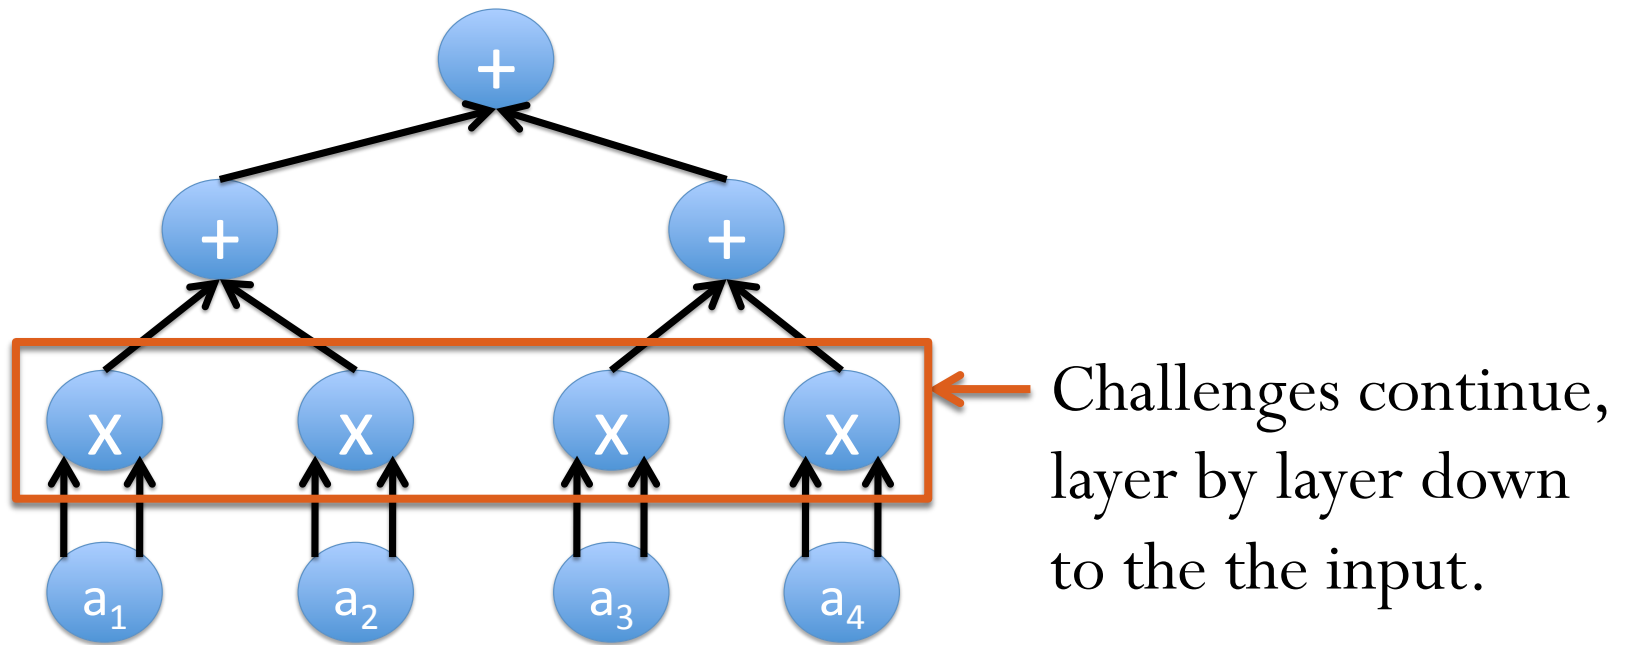 +
+ +
x x x x
Challenges continue,
layer by layer down
to the the input.
a₁ a₂ a₃ a₄